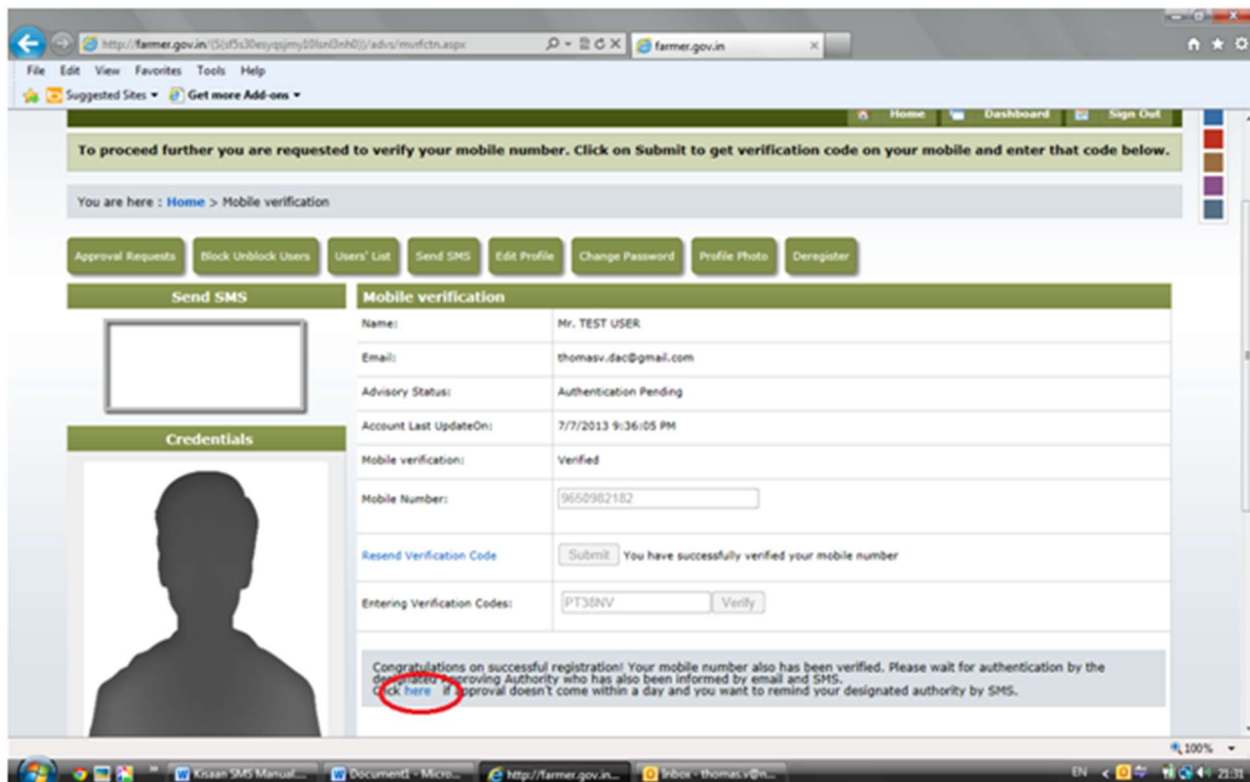 http://farmer.gov.in/
farmer.gov.in
File Edit View Favorites Tools Help
Suggested Sites Get more Add-ons
Home Dashboard Sign Out
To proceed further you are requested to verify your mobile number. Click on Submit to get verification code on your mobile and enter that code below.
You are here : Home > Mobile verification
Approval Requests Block Unblock Users Users' List Send SMS Edit Profile Change Password Profile Photo Deregister
Send SMS
Mobile verification
Name: Mr. TEST USER
Email: thomasv.dac@gmail.com
Advisory Status: Authentication Pending
Account Last UpdateOn: 7/7/2013 9:36:05 PM
Credentials
Mobile verification: Verified
Mobile Number: 9650982182
Resend Verification Code Submit You have successfully verified your mobile number
Entering Verification Codes: PT38NV Verify
Congratulations on successful registration! Your mobile number also has been verified. Please wait for authentication by the
designated Approving Authority who has also been informed by email and SMS.
Click here if approval doesn't come within a day and you want to remind your designated authority by SMS.
100%
Kisaan SMS Manual... Document1 - Micro... http://farmer.gov.in... Inbox - thomas.v@n... EN